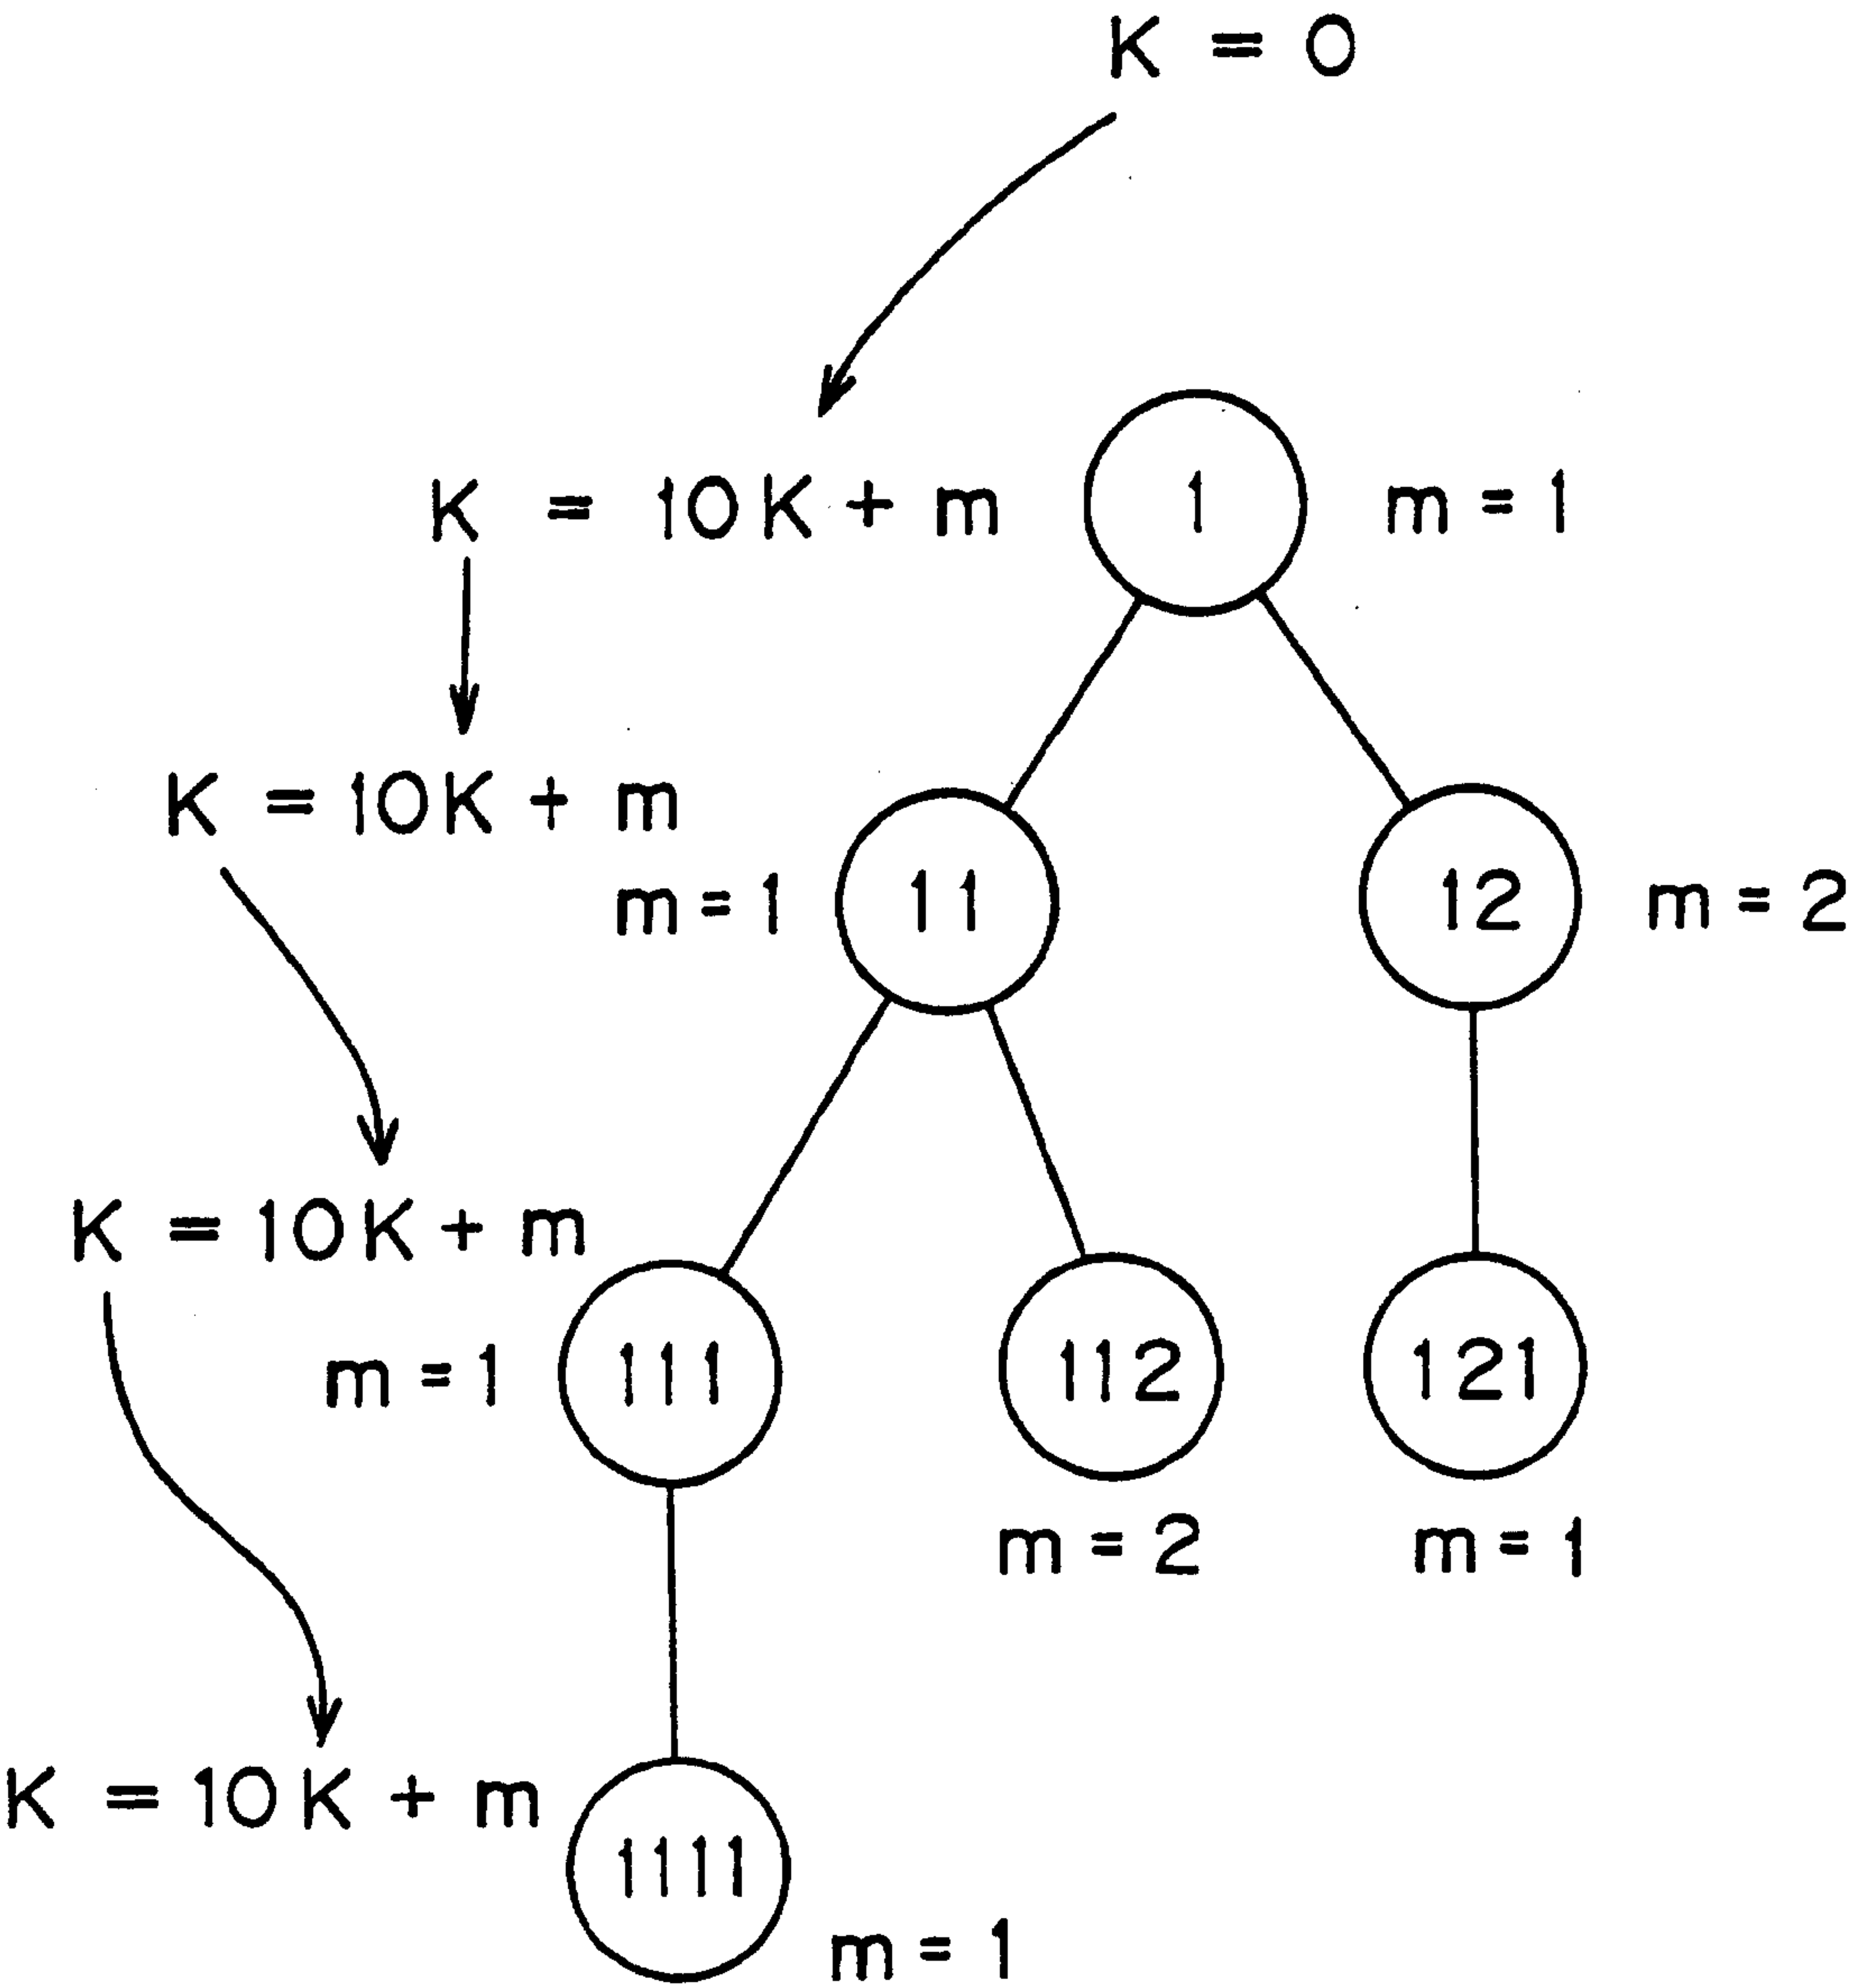 K = 0
K = 10K + m 1 m = 1
K = 10K + m
m = 1 11 12 m = 2
K = 10K + m
m = 1 111 112 121
m = 2 m = 1
K = 10K + m
1111
m = 1